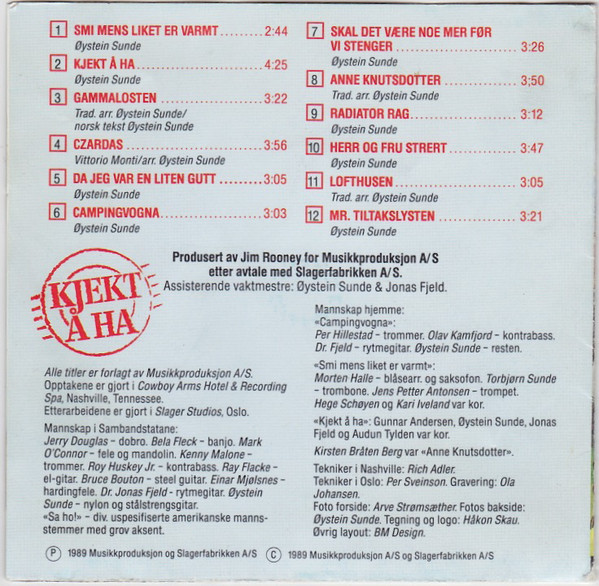 1 SMI MENS LIKET ER VARMT ........ 2:44
Øystein Sunde
2 KJEKT Å HA ........ 4:25
Øystein Sunde
3 GAMMALOSTEN ........ 3:22
Trad. arr. Øystein Sunde/
norsk tekst Øystein Sunde
4 CZARDAS ........ 3:56
Vittorio Monti/arr. Øystein Sunde
5 DA JEG VAR EN LITEN GUTT ........ 3:05
Øystein Sunde
6 CAMPINGVOGNA ........ 3:03
Øystein Sunde
7 SKAL DET VÆRE NOE MER FØR
VI STENGER ........ 3:26
Øystein Sunde
8 ANNE KNUTSDOTTER ........ 3;50
Trad. arr. Øystein Sunde
9 RADIATOR RAG ........ 3:12
Øystein Sunde
10 HERR OG FRU STRERT ........ 3:47
Øystein Sunde
11 LOFTHUSEN ........ 3:05
Trad. arr Øystein Sunde
12 MR. TILTAKSLYSTEN ........ 3:21
Øystein Sunde
Produsert av Jim Rooney for Musikkproduksjon A/S
etter avtale med Slagerfabrikken A/S.
Assisterende vaktmestre: Øystein Sunde & Jonas Fjeld.
KJEKT
Å HA
Alle titler er forlagt av Musikkproduksjon A/S.
Opptakene er gjort i Cowboy Arms Hotel & Recording
Spa, Nashville, Tennessee.
Etterarbeidene er gjort i Slager Studios, Oslo.
Mannskap i Sambandstatane:
Jerry Douglas – dobro. Bela Fleck – banjo. Mark
O'Connor – fele og mandolin. Kenny Malone –
trommer. Roy Huskey Jr. – kontrabass. Ray Flacke –
el-gitar. Bruce Bouton – steel guitar. Einar Mjølsnes –
hardingfele. Dr. Jonas Fjeld - rytmegitar. Øystein
Sunde – nylon og stålstrengsgitar.
«Sa ho!» – div. uspesifiserte amerikanske manns-
stemmer med grov aksent.
Mannskap hjemme:
«Campingvogna»:
Per Hillestad – trommer. Olav Kamfjord – kontrabass.
Dr. Fjeld – rytmegitar. Øystein Sunde – resten.
«Smi mens liket er varmt»:
Morten Halle – blåsearr. og saksofon. Torbjørn Sunde
– trombone. Jens Petter Antonsen – trompet.
Hege Schøyen og Kari Iveland var kor.
«Kjekt å ha»: Gunnar Andersen, Øystein Sunde, Jonas
Fjeld og Audun Tylden var kor.
Kirsten Bråten Berg var «Anne Knutsdotter».
Tekniker i Nashville: Rich Adler.
Tekniker i Oslo: Per Sveinson. Gravering: Ola
Johansen.
Foto forside: Arve Strømsæther. Fotos bakside:
Øystein Sunde. Tegning og logo: Håkon Skau.
Øvrig layout: BM Design.
Ⓟ 1989 Musikkproduksjon og Slagerfabrikken A/S © 1989 Musikkproduksjon A/S og Slagerfabrikken A/S